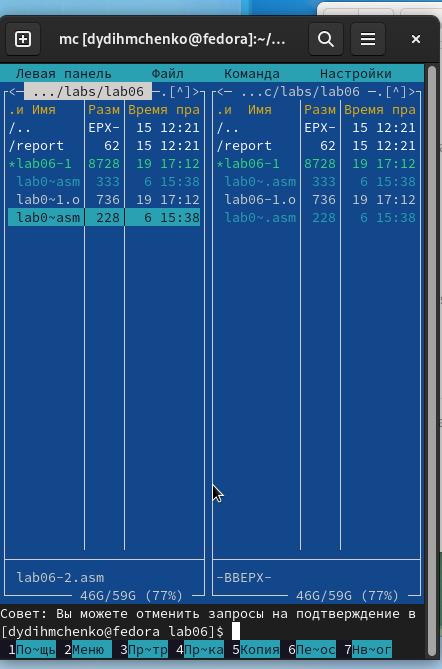 mc [dydihmchenko@fedora]:~/...
Левая панель Файл Команда Настройки
<─ .../labs/lab06 ─.[^]> <─ ...c/labs/lab06 ─.[^]>
.и Имя Разм Время пра .и Имя Разм Время пра
/.. EPX– 15 12:21 /.. EPX– 15 12:21
/report 62 15 12:21 /report 62 15 12:21
*lab06-1 8728 19 17:12 *lab06-1 8728 19 17:12
lab0~asm 333 6 15:38 lab0~.asm 333 6 15:38
lab0~1.o 736 19 17:12 lab06-1.o 736 19 17:12
lab0~asm 228 6 15:38 lab0~.asm 228 6 15:38
lab06-2.asm -ВВЕРХ-
46G/59G (77%) 46G/59G (77%)
Совет: Вы можете отменить запросы на подтверждение в
[dydihmchenko@fedora lab06]$
1По~щь 2Меню 3Пр~тр 4Пр~ка 5Копия 6Пе~ос 7Нв~ог